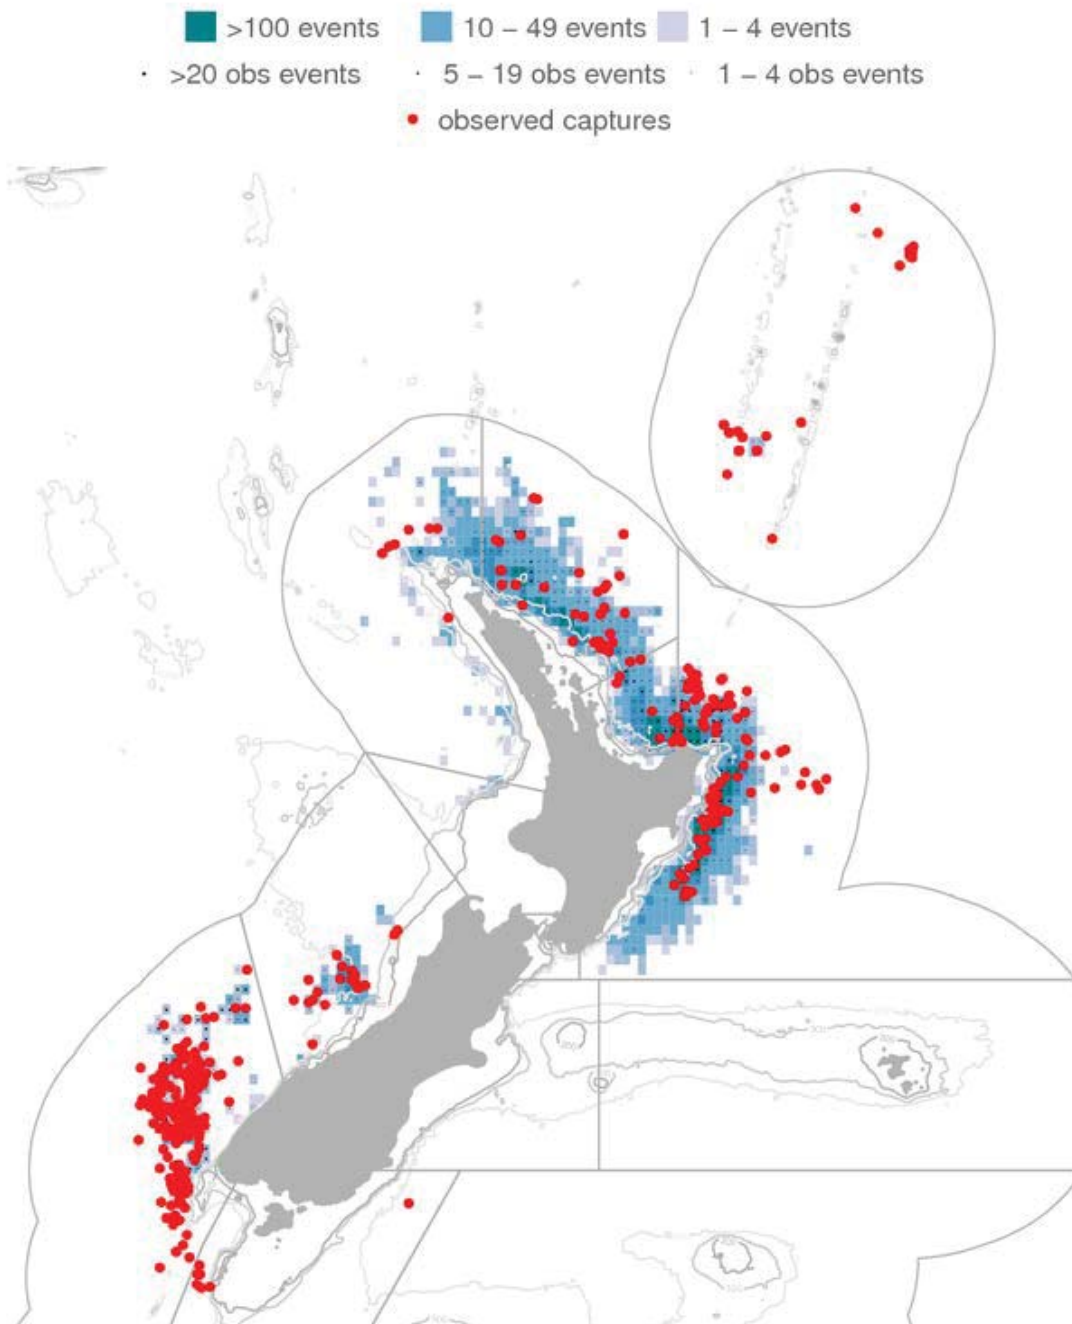 >100 events 10 – 49 events 1 – 4 events
>20 obs events 5 – 19 obs events 1 – 4 obs events
observed captures